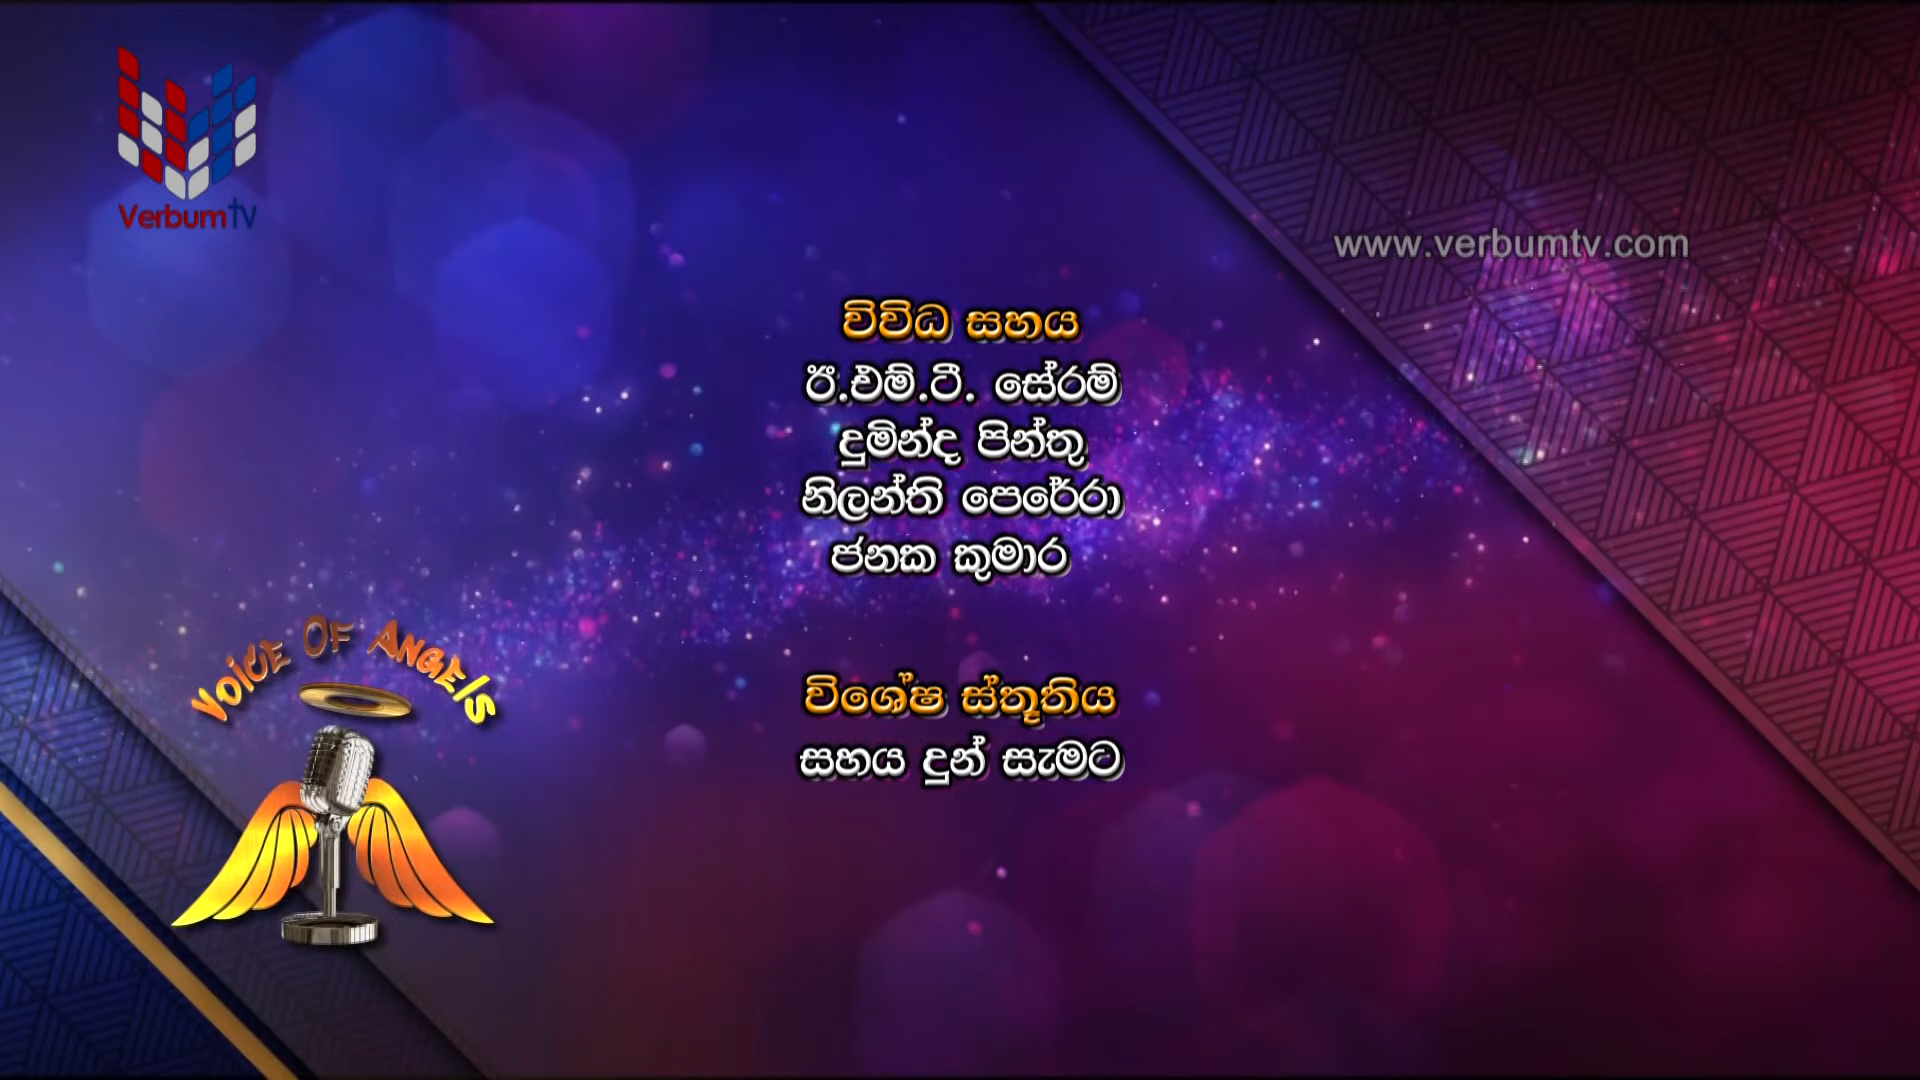 VerbumTV
www.verbumtv.com
විවිධ සහය
ඊ.එම්.ටී. සේරම්
දුමින්ද පින්තු
නිලන්ති පෙරේරා
ජනක කුමාර
Voice Of Angels
විශේෂ ස්තූතිය
සහය දුන් සැමට